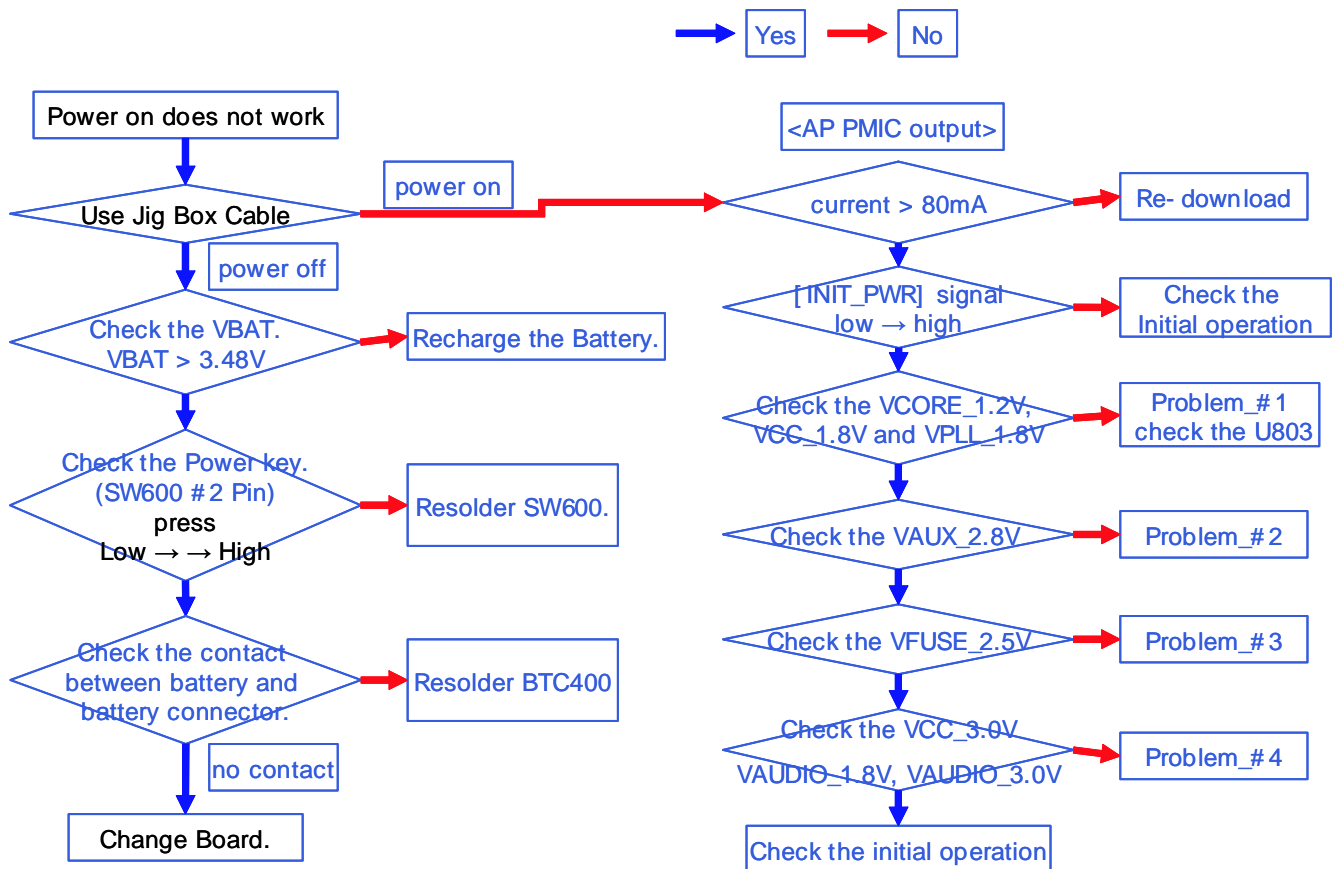 Yes
No
Power on does not work
Use Jig Box Cable
power on
power off
Check the VBAT.
VBAT > 3.48V
Recharge the Battery.
Check the Power key.
(SW600 #2 Pin)
press
Low → → High
Resolder SW600.
Check the contact
between battery and
battery connector.
Resolder BTC400
no contact
Change Board.
<AP PMIC output>
current > 80mA
Re- download
[ INIT_PWR] signal
low → high
Check the
Initial operation
Check the VCORE_1.2V,
VCC_1.8V and VPLL_1.8V
Problem_#1
check the U803
Check the VAUX_2.8V
Problem_#2
Check the VFUSE_2.5V
Problem_#3
Check the VCC_3.0V
VAUDIO_1.8V, VAUDIO_3.0V
Problem_#4
Check the initial operation